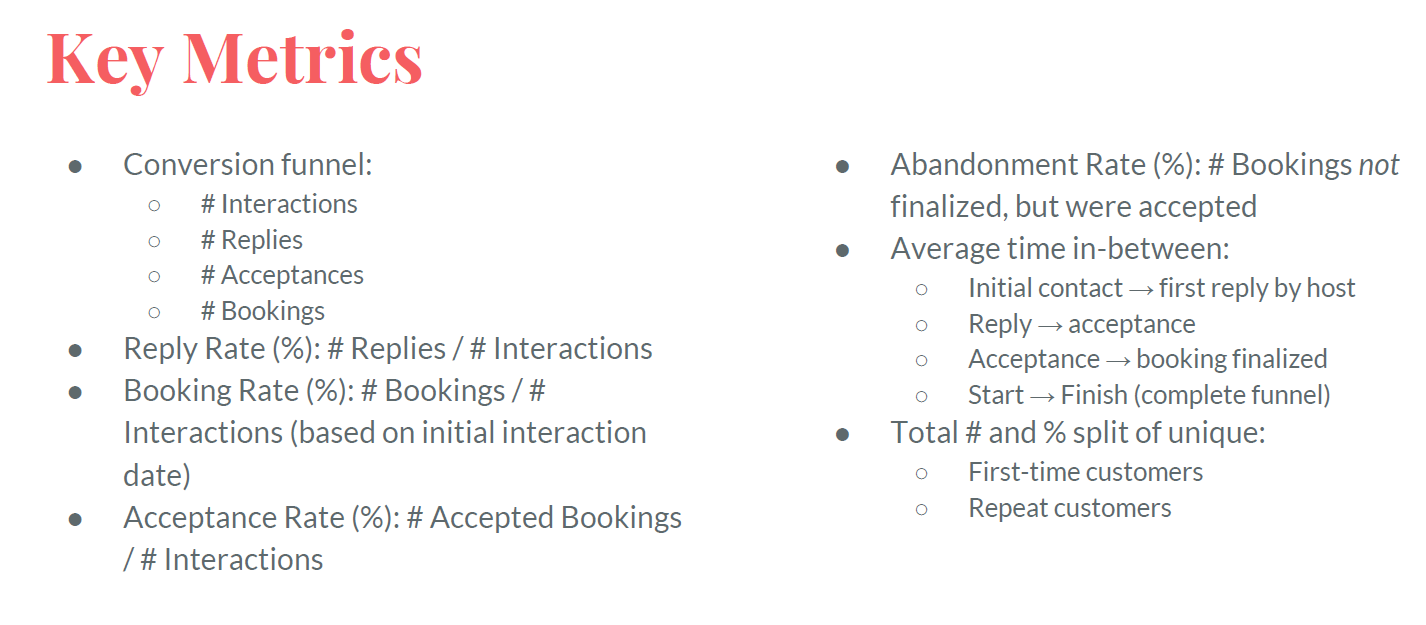 Key Metrics
● Conversion funnel:
○ # Interactions
○ # Replies
○ # Acceptances
○ # Bookings
● Reply Rate (%): # Replies / # Interactions
● Booking Rate (%): # Bookings / #
Interactions (based on initial interaction
date)
● Acceptance Rate (%): # Accepted Bookings
/ # Interactions
● Abandonment Rate (%): # Bookings not
finalized, but were accepted
● Average time in-between:
○ Initial contact → first reply by host
○ Reply → acceptance
○ Acceptance → booking finalized
○ Start → Finish (complete funnel)
● Total # and % split of unique:
○ First-time customers
○ Repeat customers